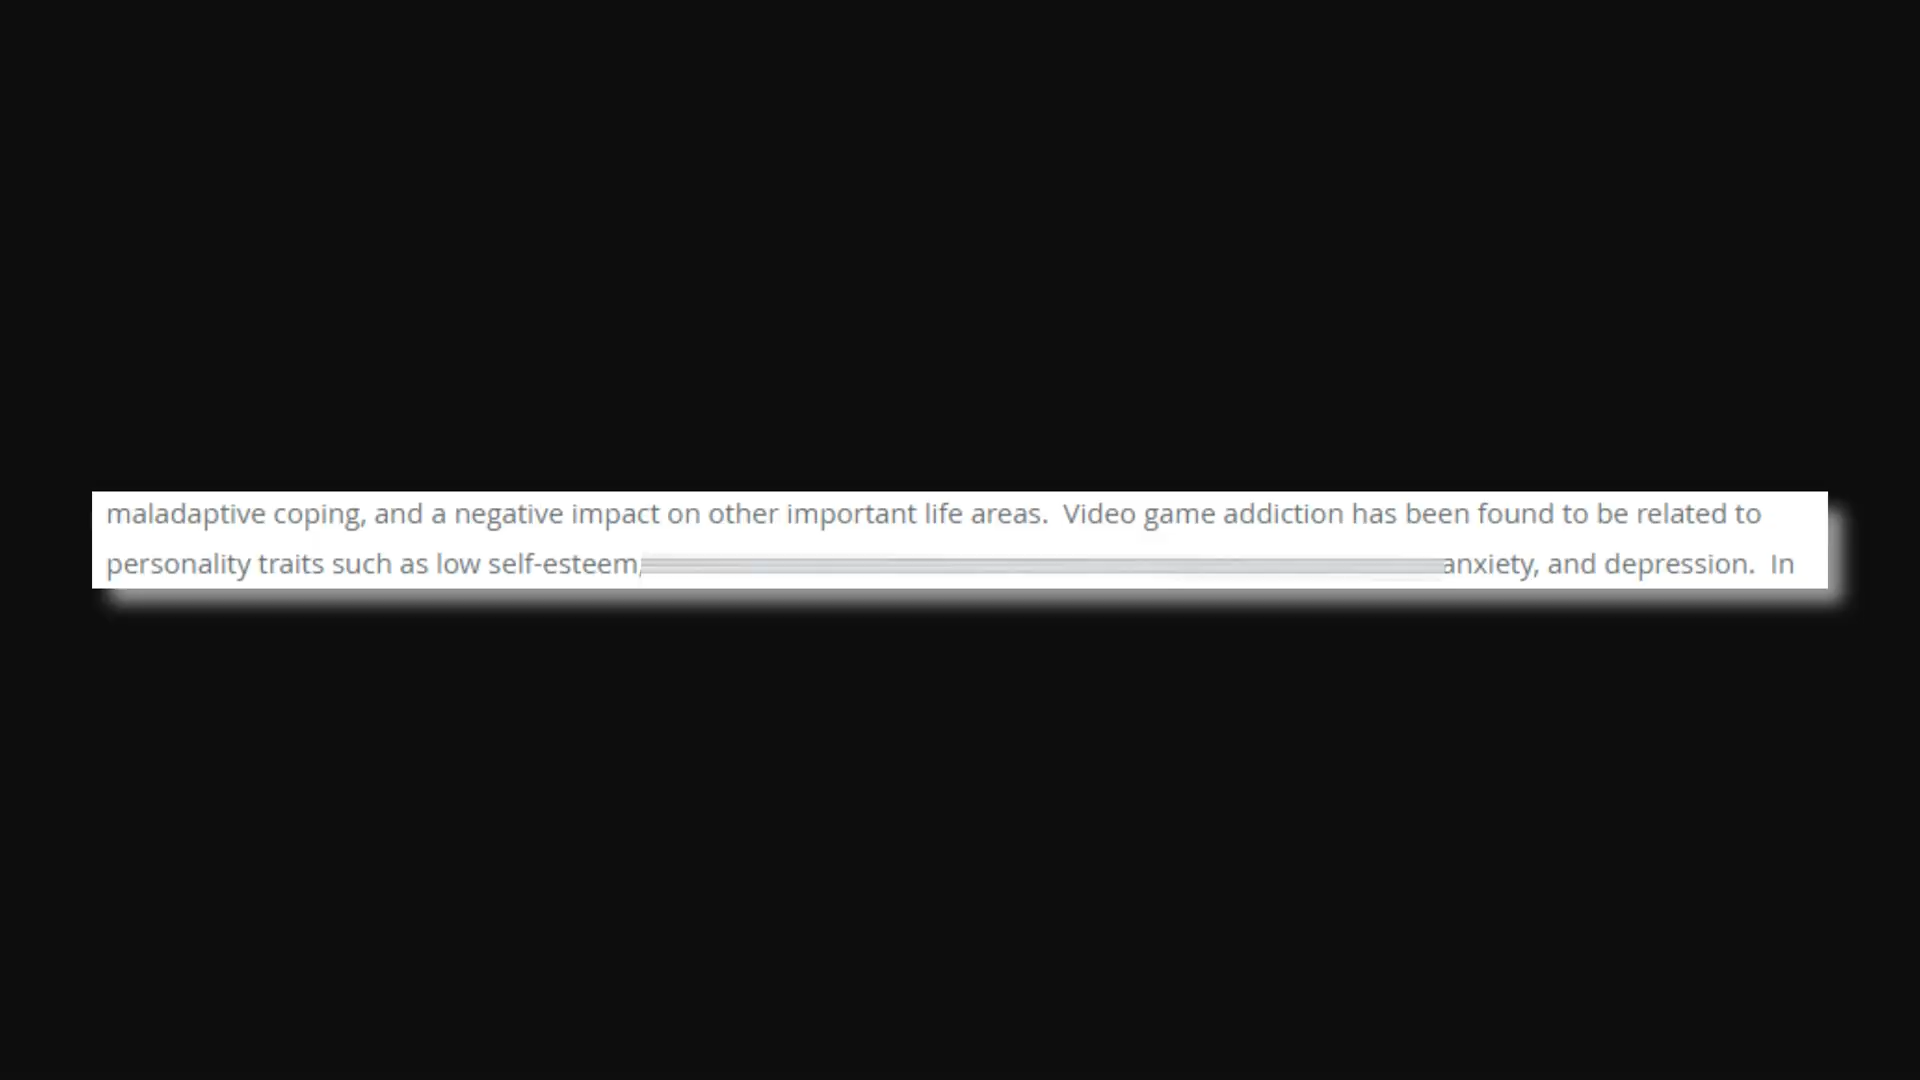 maladaptive coping, and a negative impact on other important life areas.  Video game addiction has been found to be related to
personality traits such as low self-esteem, anxiety, and depression.  In